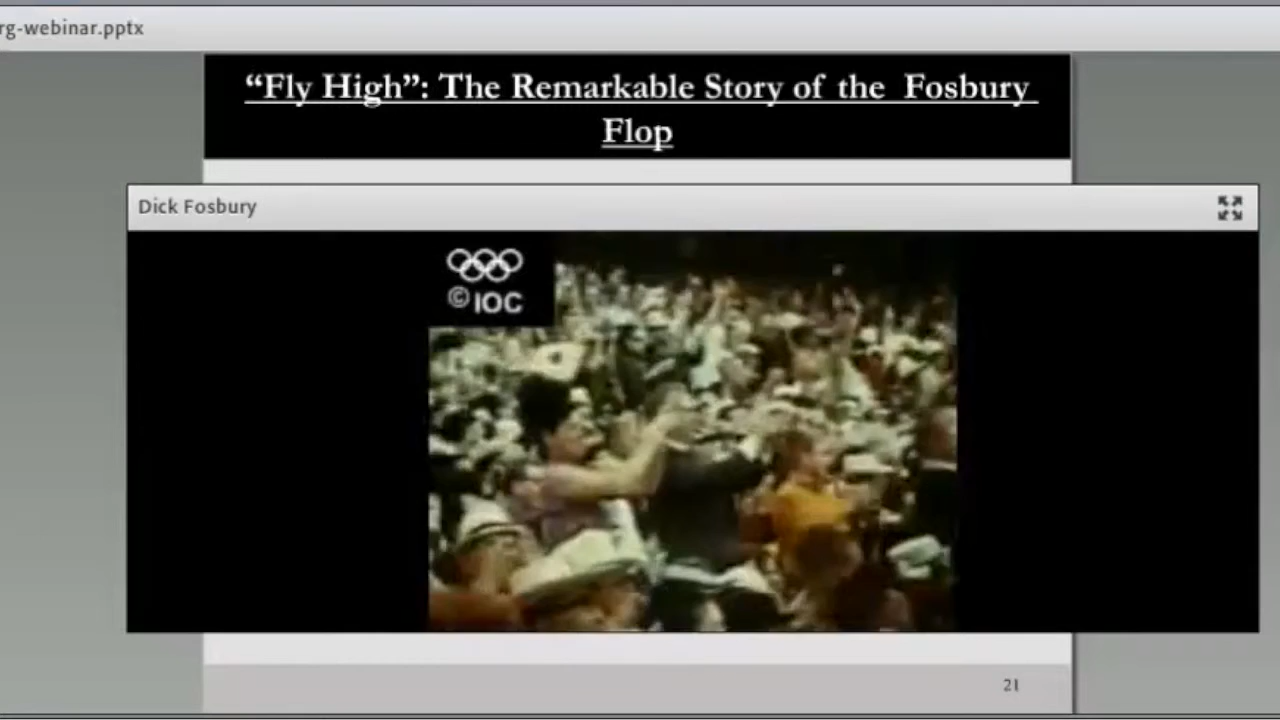 rg-webinar.pptx
“Fly High”: The Remarkable Story of the Fosbury
Flop
Dick Fosbury
© IOC
21